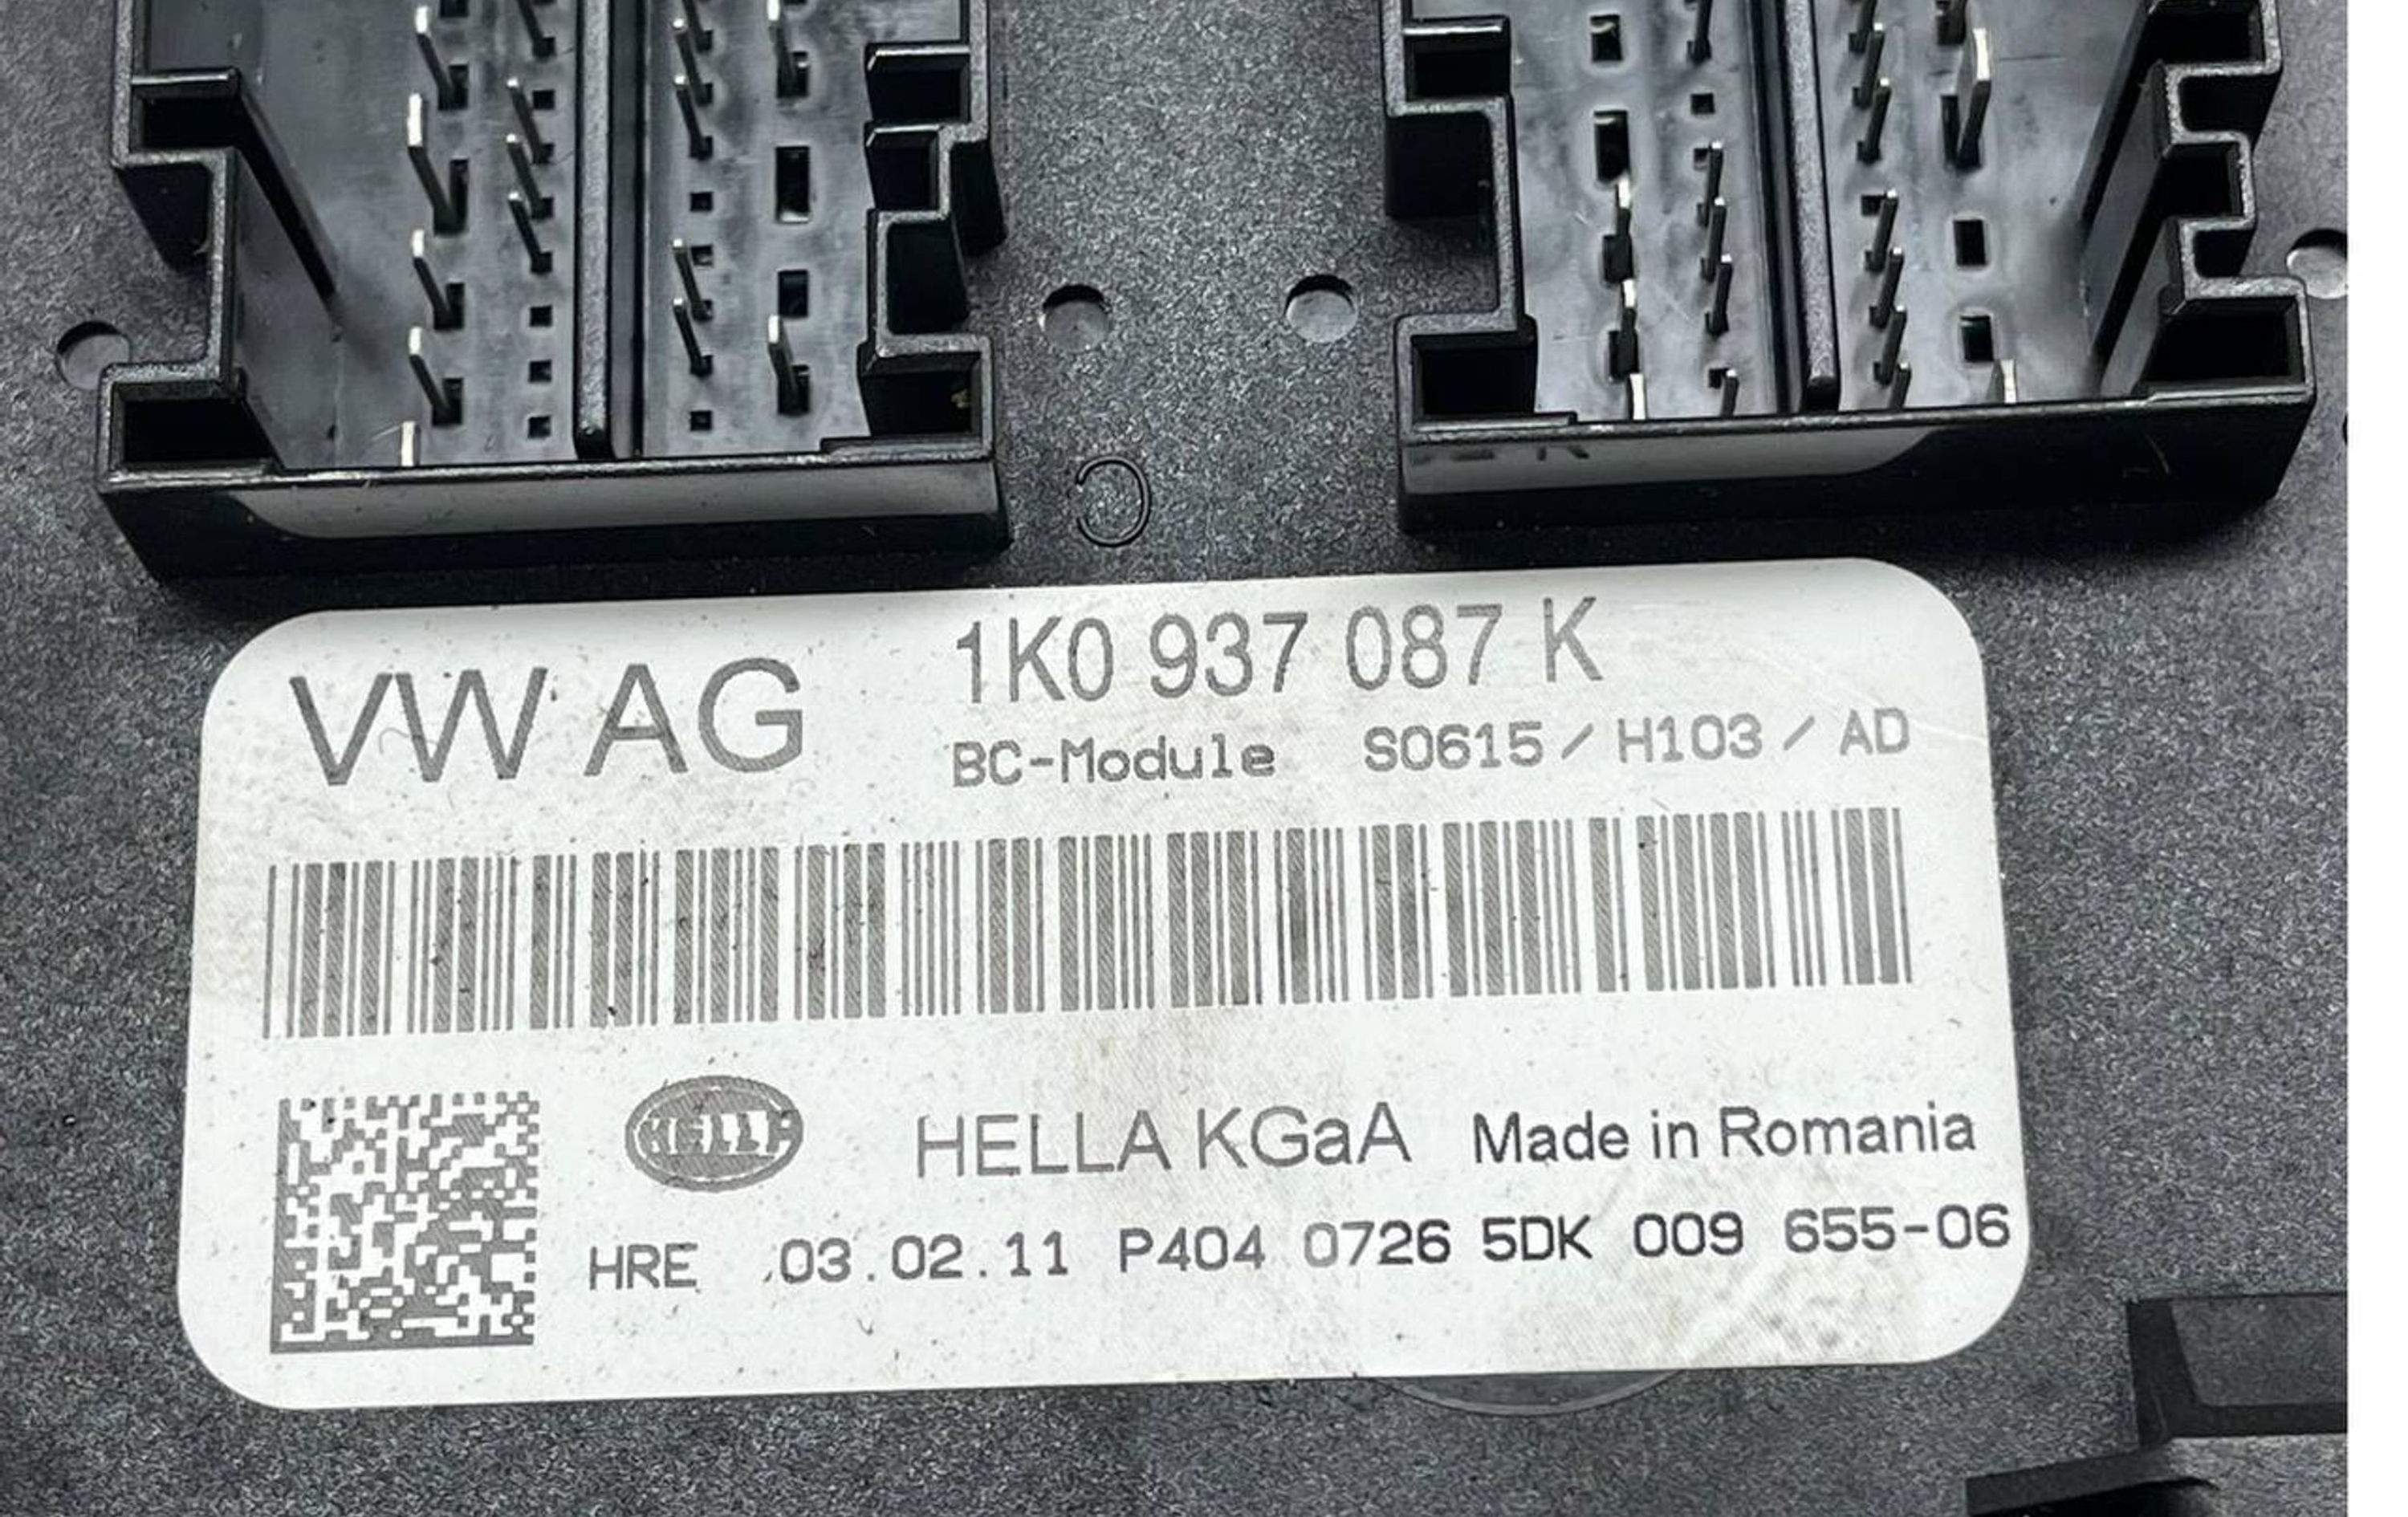 C
VW AG
1K0 937 087 K
BC-Module S0615 / H103 / AD
HELLA
HELLA KGaA Made in Romania
HRE .03.02.11 P404 0726 5DK 009 655-06